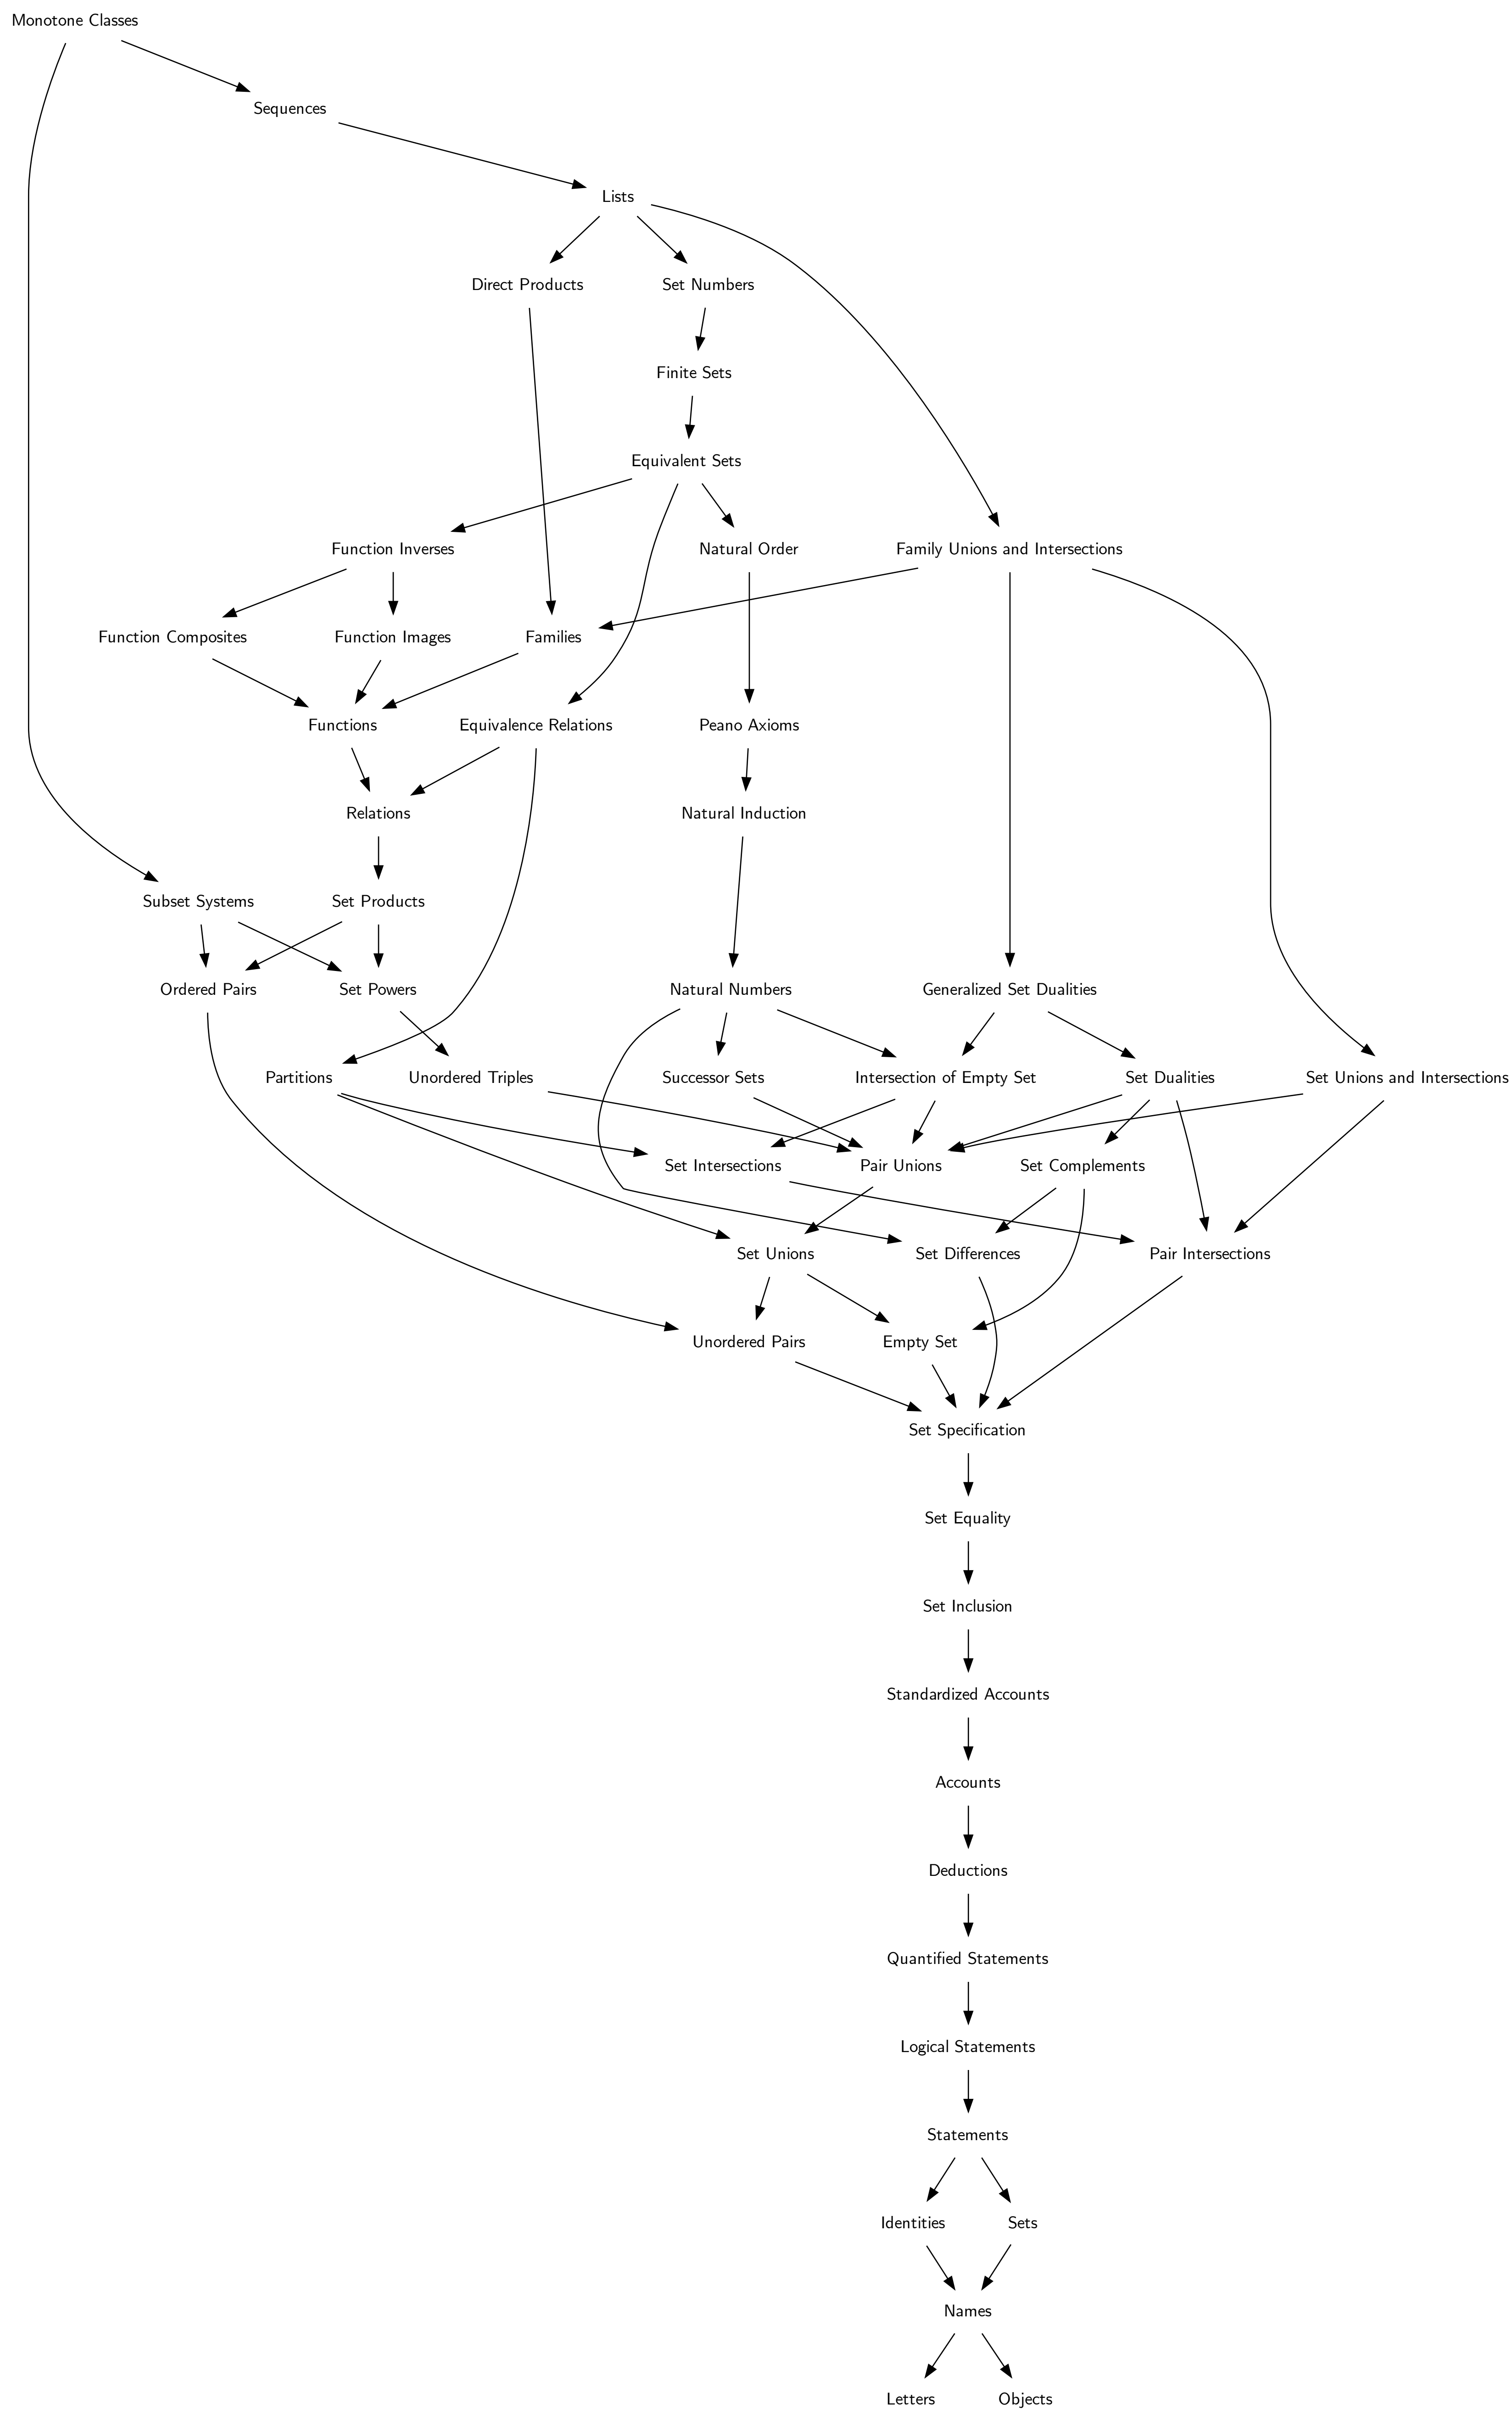 Monotone Classes
Sequences
Lists
Direct Products
Set Numbers
Finite Sets
Equivalent Sets
Function Inverses
Natural Order
Family Unions and Intersections
Function Composites
Function Images
Families
Functions
Equivalence Relations
Peano Axioms
Relations
Natural Induction
Subset Systems
Set Products
Ordered Pairs
Set Powers
Natural Numbers
Generalized Set Dualities
Partitions
Unordered Triples
Successor Sets
Intersection of Empty Set
Set Dualities
Set Unions and Intersections
Set Intersections
Pair Unions
Set Complements
Set Unions
Set Differences
Pair Intersections
Unordered Pairs
Empty Set
Set Specification
Set Equality
Set Inclusion
Standardized Accounts
Accounts
Deductions
Quantified Statements
Logical Statements
Statements
Identities
Sets
Names
Letters
Objects